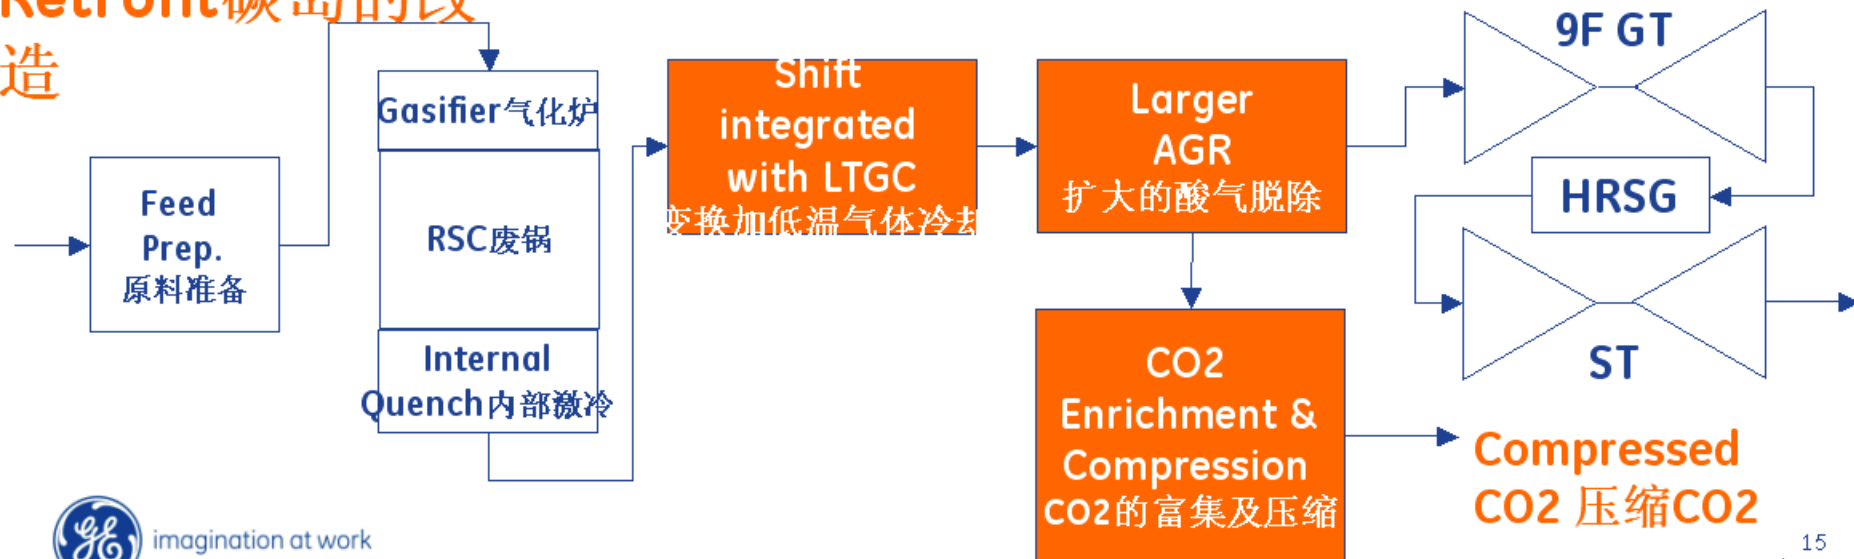 Retrofit碳岛的改
造
Feed
Prep.
原料准备
Gasifier气化炉
RSC废锅
Internal
Quench内部激冷
Shift
integrated
with LTGC
变换加低温气体冷却
Larger
AGR
扩大的酸气脱除
CO2
Enrichment &
Compression
CO2的富集及压缩
9F GT
HRSG
ST
Compressed
CO2 压缩CO2
GE imagination at work
15